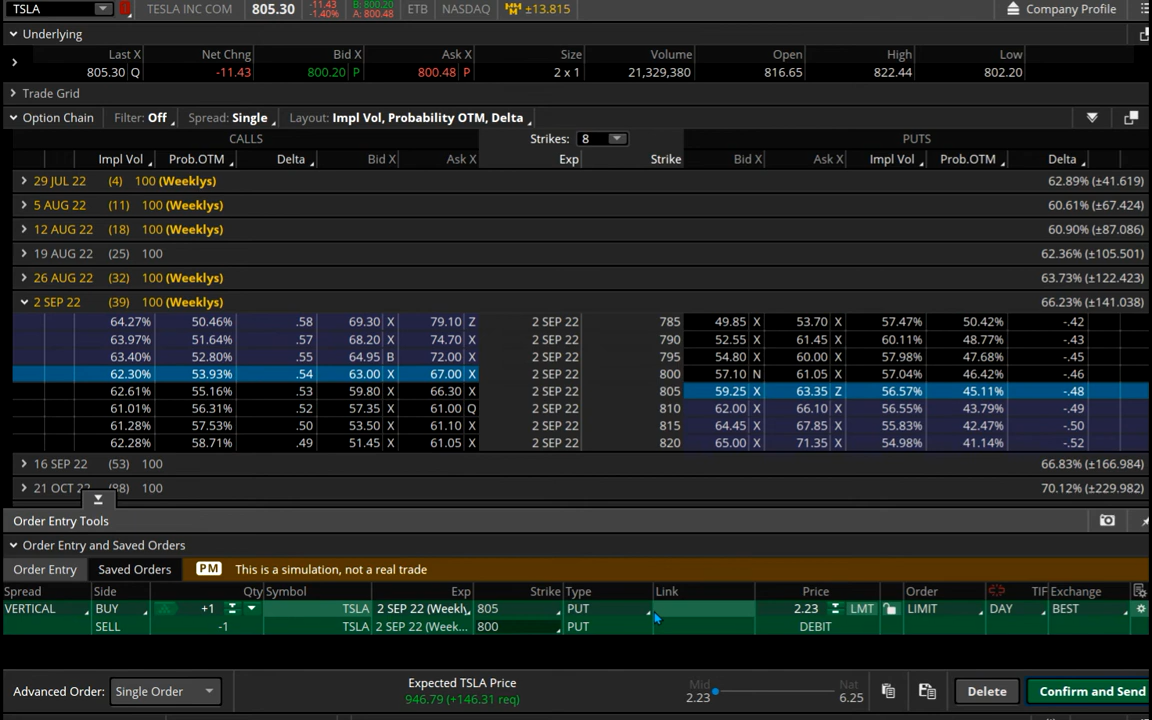 TSLA TESLA INC COM 805.30 -11.43 -1.40% B: 800.20 A: 800.48 ETB NASDAQ ±13.815 Company Profile
Underlying
Last X Net Chng Bid X Ask X Size Volume Open High Low
805.30 Q -11.43 800.20 P 800.48 P 2 x 1 21,329,380 816.65 822.44 802.20
Trade Grid
Option Chain Filter: Off Spread: Single Layout: Impl Vol, Probability OTM, Delta
CALLS Strikes: 8 PUTS
Impl Vol Prob.OTM Delta Bid X Ask X Exp Strike Bid X Ask X Impl Vol Prob.OTM Delta
29 JUL 22 (4) 100 (Weeklys) 62.89% (±41.619)
5 AUG 22 (11) 100 (Weeklys) 60.61% (±67.424)
12 AUG 22 (18) 100 (Weeklys) 60.90% (±87.086)
19 AUG 22 (25) 100 62.36% (±105.501)
26 AUG 22 (32) 100 (Weeklys) 63.73% (±122.423)
2 SEP 22 (39) 100 (Weeklys) 66.23% (±141.038)
64.27% 50.46% .58 69.30 X 79.10 Z 2 SEP 22 785 49.85 X 53.70 X 57.47% 50.42% -.42
63.97% 51.64% .57 68.20 X 74.70 X 2 SEP 22 790 52.55 X 61.45 X 60.11% 48.77% -.43
63.40% 52.80% .55 64.95 B 72.00 X 2 SEP 22 795 54.80 X 60.00 X 57.98% 47.68% -.45
62.30% 53.93% .54 63.00 X 67.00 X 2 SEP 22 800 57.10 N 61.05 X 57.04% 46.42% -.46
62.61% 55.16% .53 59.80 X 66.30 X 2 SEP 22 805 59.25 X 63.35 Z 56.57% 45.11% -.48
61.01% 56.31% .52 57.35 X 61.00 Q 2 SEP 22 810 62.00 X 66.10 X 56.55% 43.79% -.49
61.28% 57.53% .50 53.50 X 61.10 X 2 SEP 22 815 64.45 X 67.85 X 55.83% 42.47% -.50
62.28% 58.71% .49 51.45 X 61.05 X 2 SEP 22 820 65.00 X 71.35 X 54.98% 41.14% -.52
16 SEP 22 (53) 100 66.83% (±166.984)
21 OCT 22 (88) 100 70.12% (±229.982)
Order Entry Tools
Order Entry and Saved Orders
Order Entry Saved Orders PM This is a simulation, not a real trade
Spread Side Qty Symbol Exp Strike Type Link Price Order TIF Exchange
VERTICAL BUY +1 TSLA 2 SEP 22 (Weekly 805 PUT 2.23 LMT LIMIT DAY BEST
SELL -1 TSLA 2 SEP 22 (Week... 800 PUT DEBIT
Advanced Order: Single Order Expected TSLA Price Mid Nat Delete Confirm and Send
946.79 (+146.31 req) 2.23 6.25